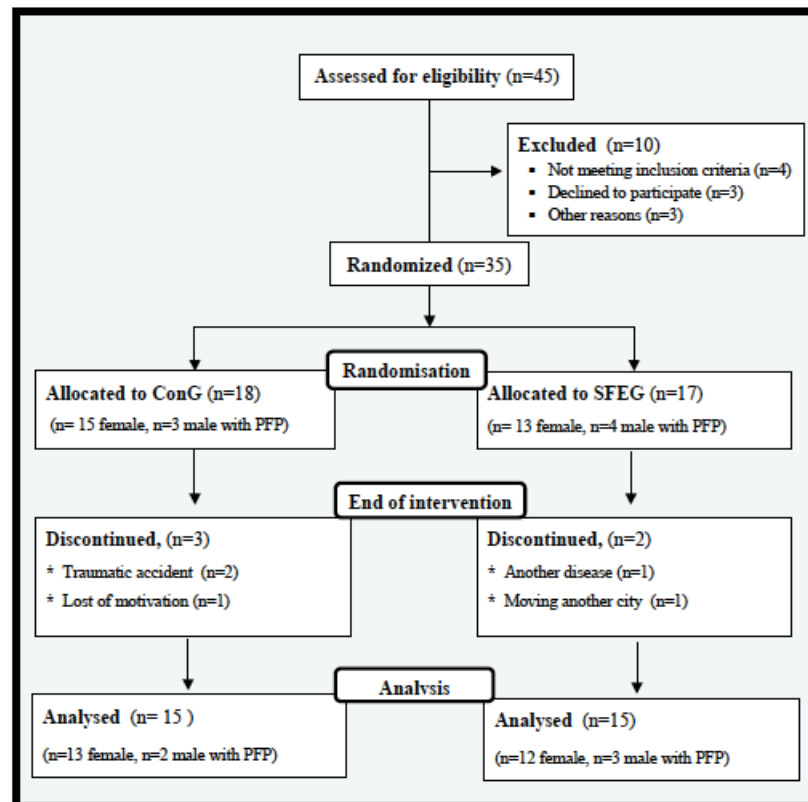 Assessed for eligibility (n=45)
Excluded (n=10)
▪ Not meeting inclusion criteria (n=4)
▪ Declined to participate (n=3)
▪ Other reasons (n=3)
Randomized (n=35)
Randomisation
Allocated to ConG (n=18)
(n= 15 female, n=3 male with PFP)
Allocated to SFEG (n=17)
(n= 13 female, n=4 male with PFP)
End of intervention
Discontinued, (n=3)
* Traumatic accident (n=2)
* Lost of motivation (n=1)
Discontinued, (n=2)
* Another disease (n=1)
* Moving another city (n=1)
Analysis
Analysed (n= 15 )
(n=13 female, n=2 male with PFP)
Analysed (n=15)
(n=12 female, n=3 male with PFP)